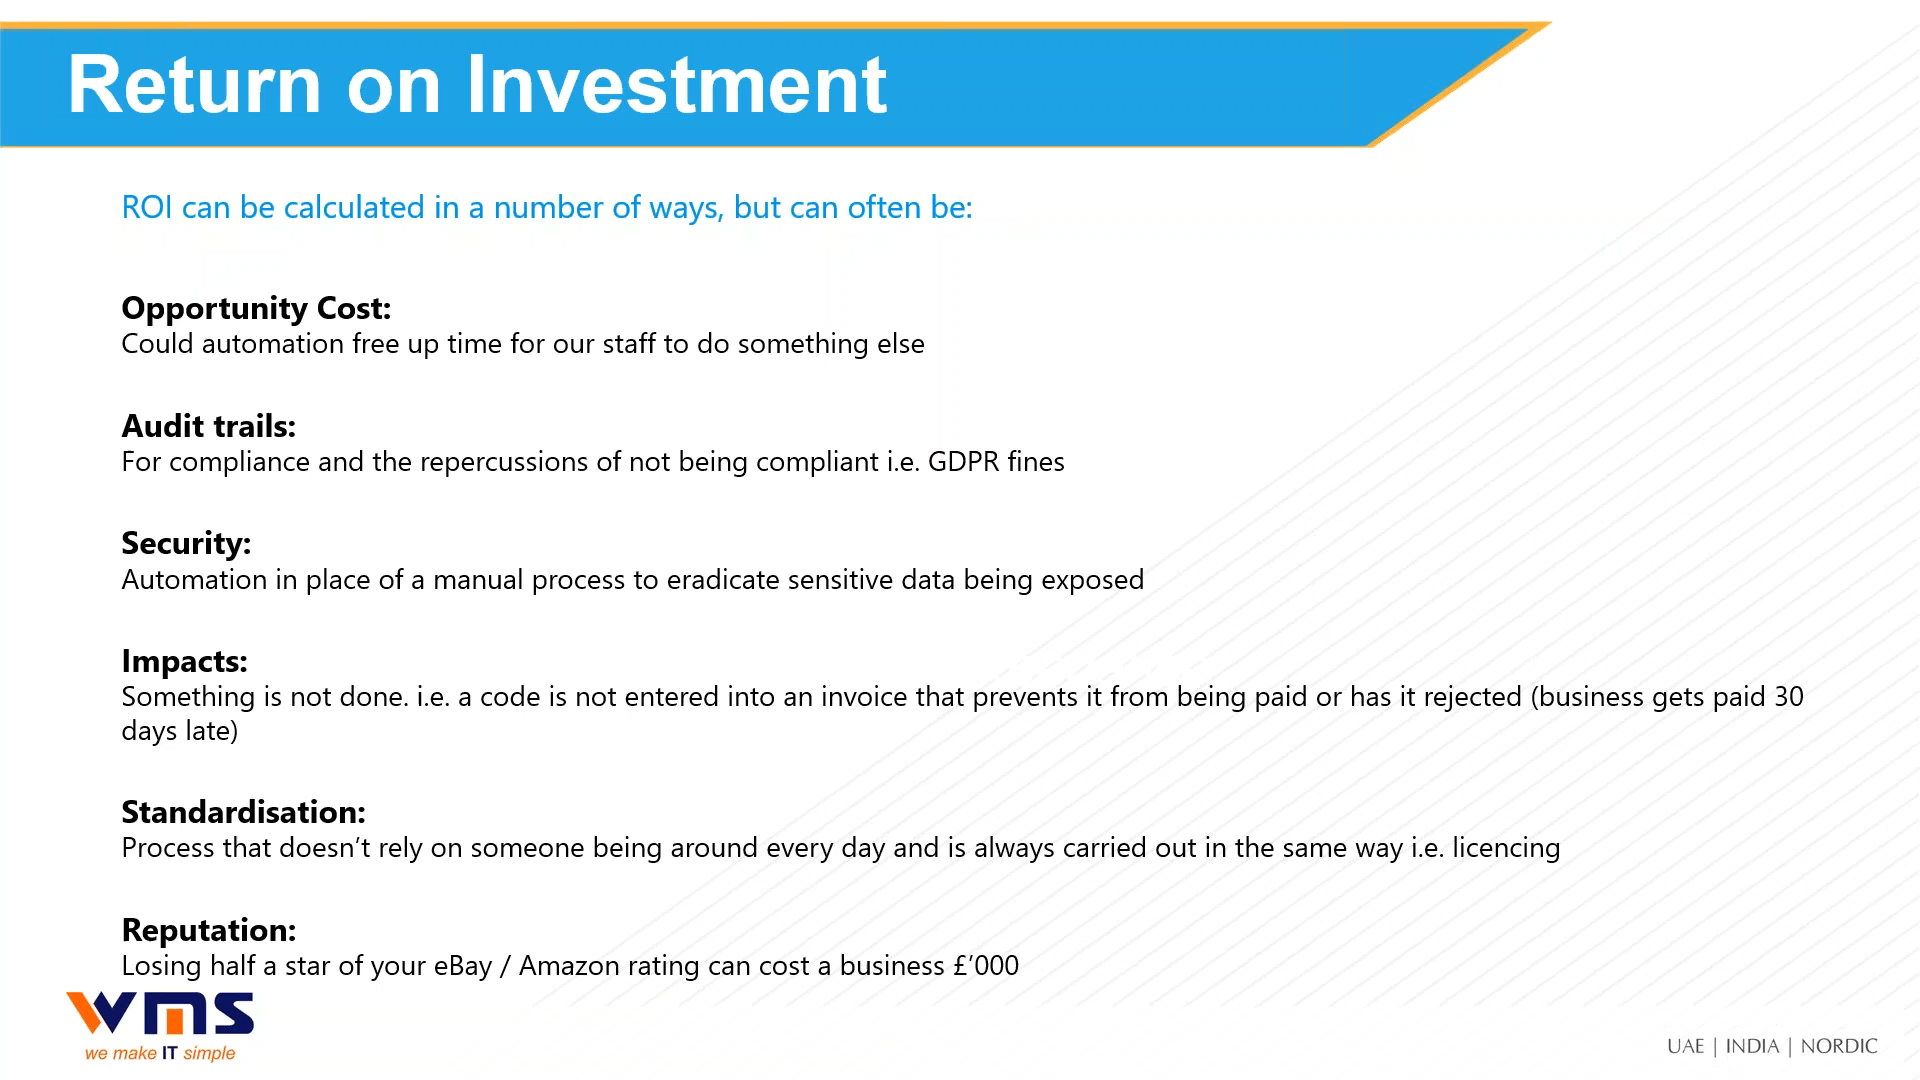 Return on Investment
ROI can be calculated in a number of ways, but can often be:
Opportunity Cost:
Could automation free up time for our staff to do something else
Audit trails:
For compliance and the repercussions of not being compliant i.e. GDPR fines
Security:
Automation in place of a manual process to eradicate sensitive data being exposed
Impacts:
Something is not done. i.e. a code is not entered into an invoice that prevents it from being paid or has it rejected (business gets paid 30
days late)
Standardisation:
Process that doesn’t rely on someone being around every day and is always carried out in the same way i.e. licencing
Reputation:
Losing half a star of your eBay / Amazon rating can cost a business £’000
wms
we make IT simple
UAE | INDIA | NORDIC